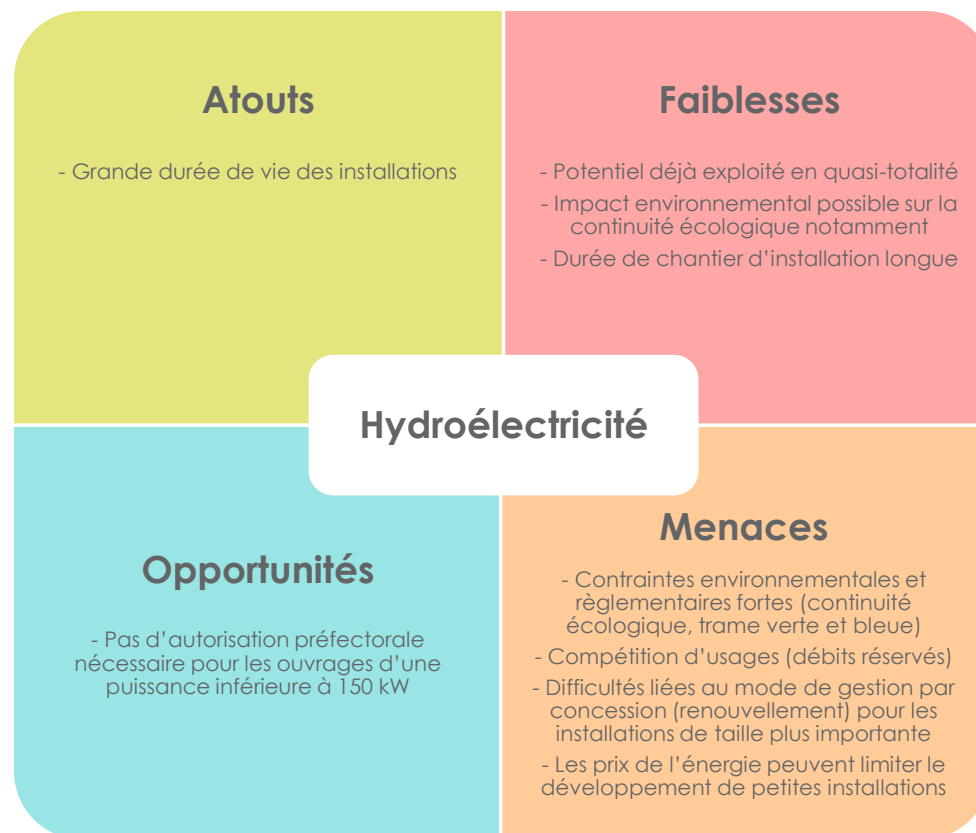 Atouts
- Grande durée de vie des installations
Faiblesses
- Potentiel déjà exploité en quasi-totalité
- Impact environnemental possible sur la
continuité écologique notamment
- Durée de chantier d’installation longue
Hydroélectricité
Opportunités
- Pas d’autorisation préfectorale
nécessaire pour les ouvrages d’une
puissance inférieure à 150 kW
Menaces
- Contraintes environnementales et
règlementaires fortes (continuité
écologique, trame verte et bleue)
- Compétition d’usages (débits réservés)
- Difficultés liées au mode de gestion par
concession (renouvellement) pour les
installations de taille plus importante
- Les prix de l’énergie peuvent limiter le
développement de petites installations